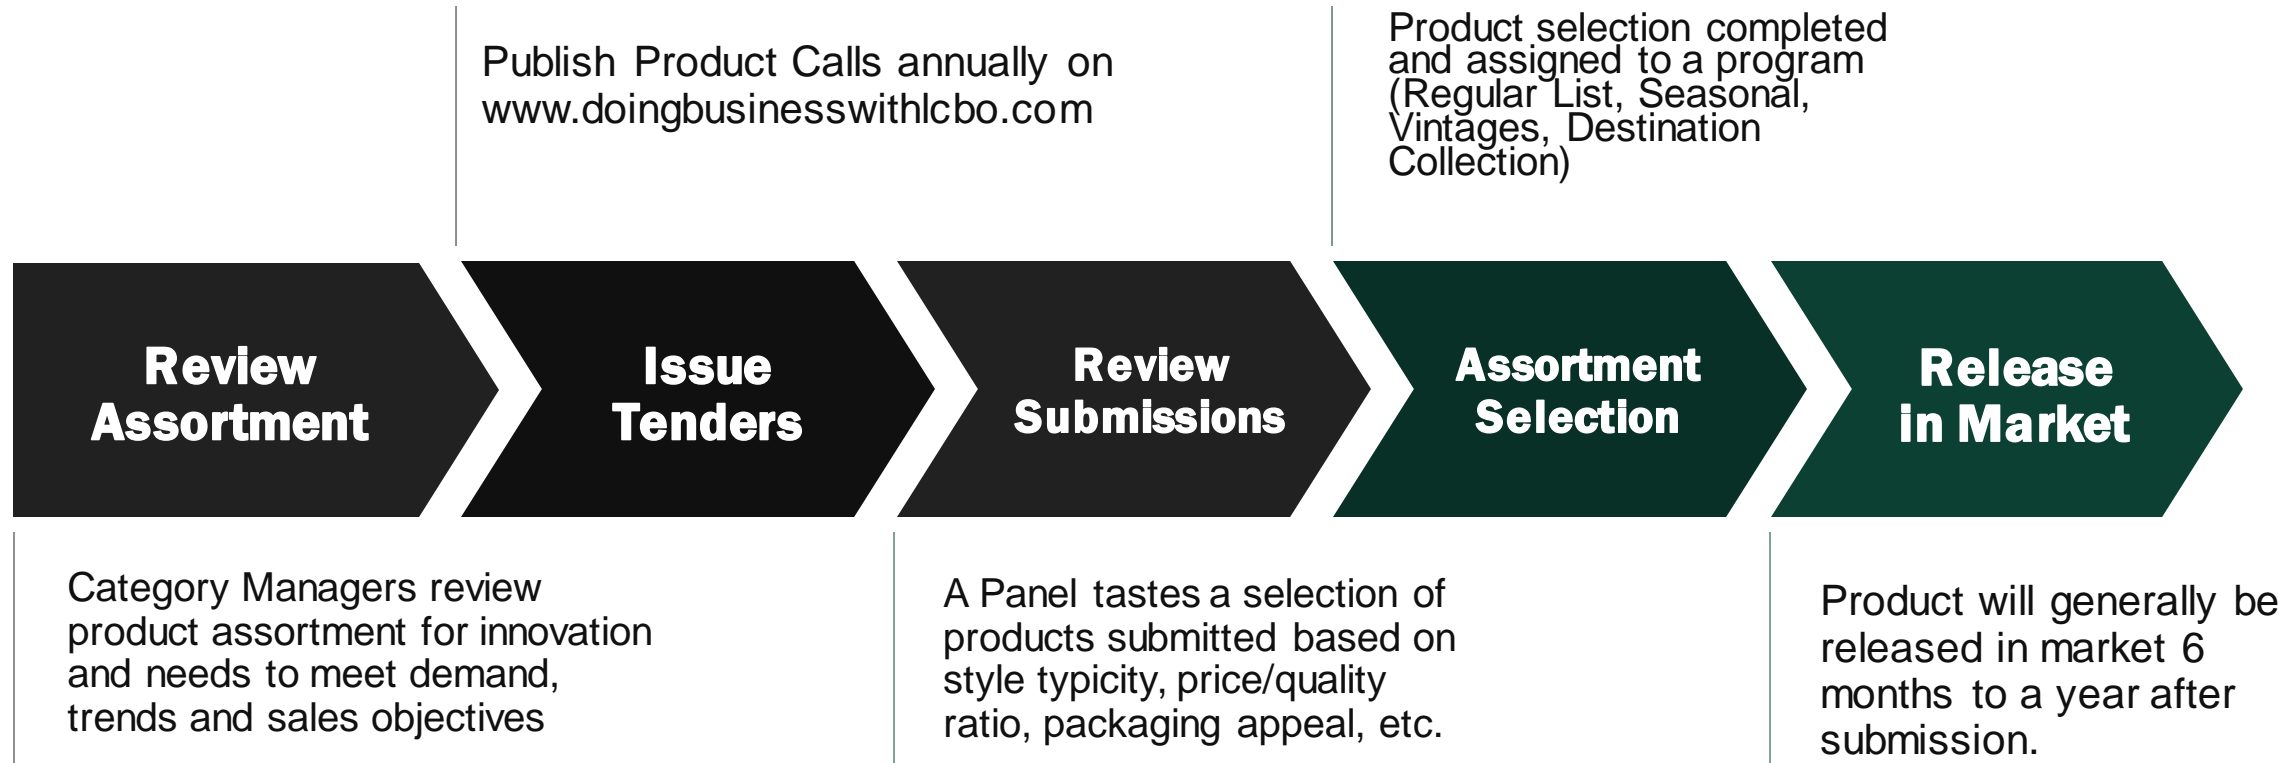 Publish Product Calls annually on
www.doingbusinesswithlcbo.com
Product selection completed
and assigned to a program
(Regular List, Seasonal,
Vintages, Destination
Collection)
Review
Assortment
Issue
Tenders
Review
Submissions
Assortment
Selection
Release
in Market
Category Managers review
product assortment for innovation
and needs to meet demand,
trends and sales objectives
A Panel tastes a selection of
products submitted based on
style typicity, price/quality
ratio, packaging appeal, etc.
Product will generally be
released in market 6
months to a year after
submission.